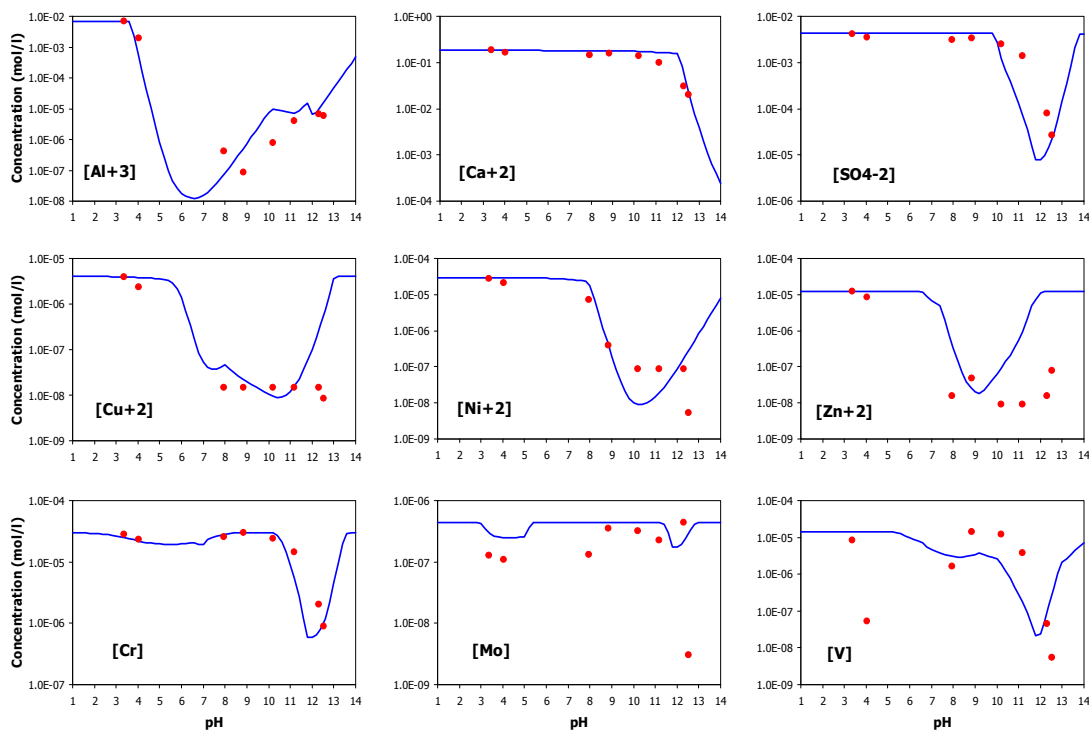 1.0E-02 1.0E-03 1.0E-04 1.0E-05 1.0E-06 1.0E-07 1.0E-08
Concentration (mol/l)
[Al+3]
1 2 3 4 5 6 7 8 9 10 11 12 13 14
1.0E+00 1.0E-01 1.0E-02 1.0E-03 1.0E-04
[Ca+2]
1 2 3 4 5 6 7 8 9 10 11 12 13 14
1.0E-02 1.0E-03 1.0E-04 1.0E-05 1.0E-06
[SO4-2]
1 2 3 4 5 6 7 8 9 10 11 12 13 14
1.0E-05 1.0E-06 1.0E-07 1.0E-08 1.0E-09
Concentration (mol/l)
[Cu+2]
1 2 3 4 5 6 7 8 9 10 11 12 13 14
1.0E-04 1.0E-05 1.0E-06 1.0E-07 1.0E-08 1.0E-09
[Ni+2]
1 2 3 4 5 6 7 8 9 10 11 12 13 14
1.0E-04 1.0E-05 1.0E-06 1.0E-07 1.0E-08 1.0E-09
[Zn+2]
1 2 3 4 5 6 7 8 9 10 11 12 13 14
1.0E-04 1.0E-05 1.0E-06 1.0E-07
Concentration (mol/l)
[Cr]
1 2 3 4 5 6 7 8 9 10 11 12 13 14
pH
1.0E-06 1.0E-07 1.0E-08 1.0E-09
[Mo]
1 2 3 4 5 6 7 8 9 10 11 12 13 14
pH
1.0E-04 1.0E-05 1.0E-06 1.0E-07 1.0E-08 1.0E-09
[V]
1 2 3 4 5 6 7 8 9 10 11 12 13 14
pH